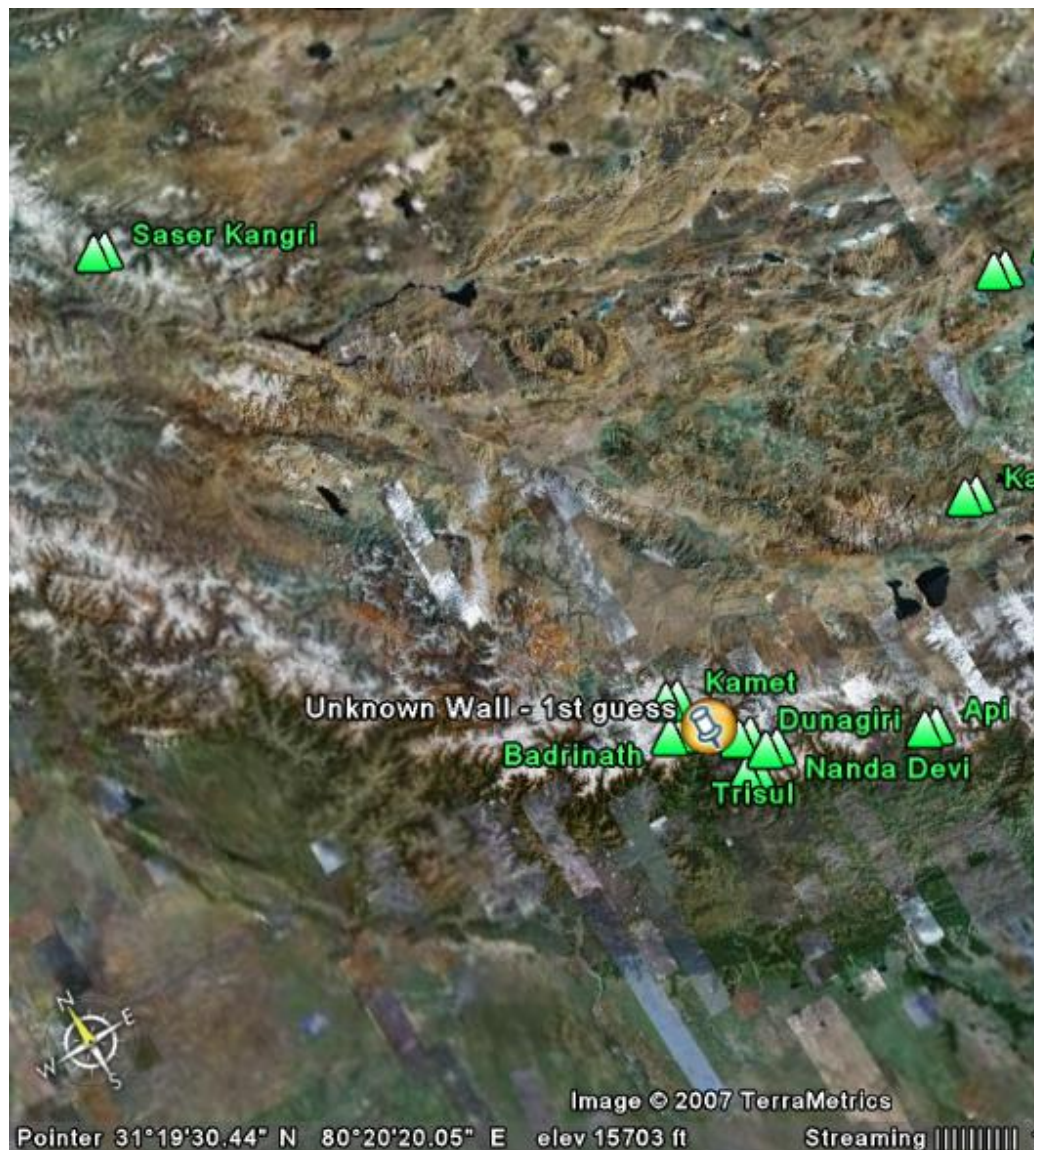 Saser Kangri
Ka
Kamet
Unknown Wall - 1st guess
Dunagiri
Api
Badrinath
Nanda Devi
Trisul
N
E
W
S
Image © 2007 TerraMetrics
Pointer 31°19'30.44" N 80°20'20.05" E elev 15703 ft Streaming ||||||||||